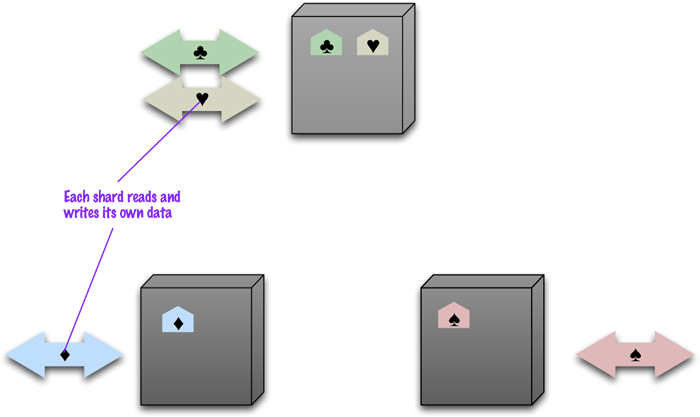 Each shard reads and
writes its own data